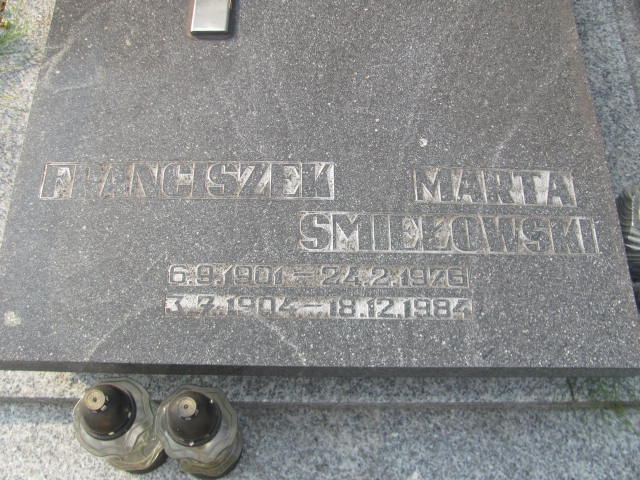 FRANCISZEK MARTA
SMIEŁOWSKI
6.9.1901 – 24.2.1976
3.7.1904 – 18.12.1984